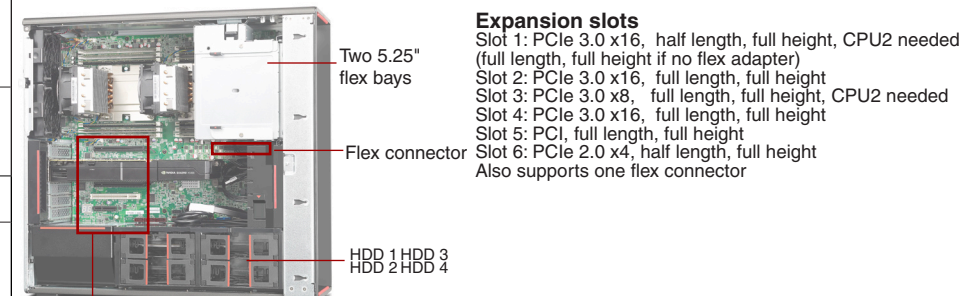 Two 5.25"
flex bays
Flex connector
HDD 1 HDD 3
HDD 2 HDD 4
Expansion slots
Slot 1: PCIe 3.0 x16, half length, full height, CPU2 needed
(full length, full height if no flex adapter)
Slot 2: PCIe 3.0 x16, full length, full height
Slot 3: PCIe 3.0 x8, full length, full height, CPU2 needed
Slot 4: PCIe 3.0 x16, full length, full height
Slot 5: PCI, full length, full height
Slot 6: PCIe 2.0 x4, half length, full height
Also supports one flex connector